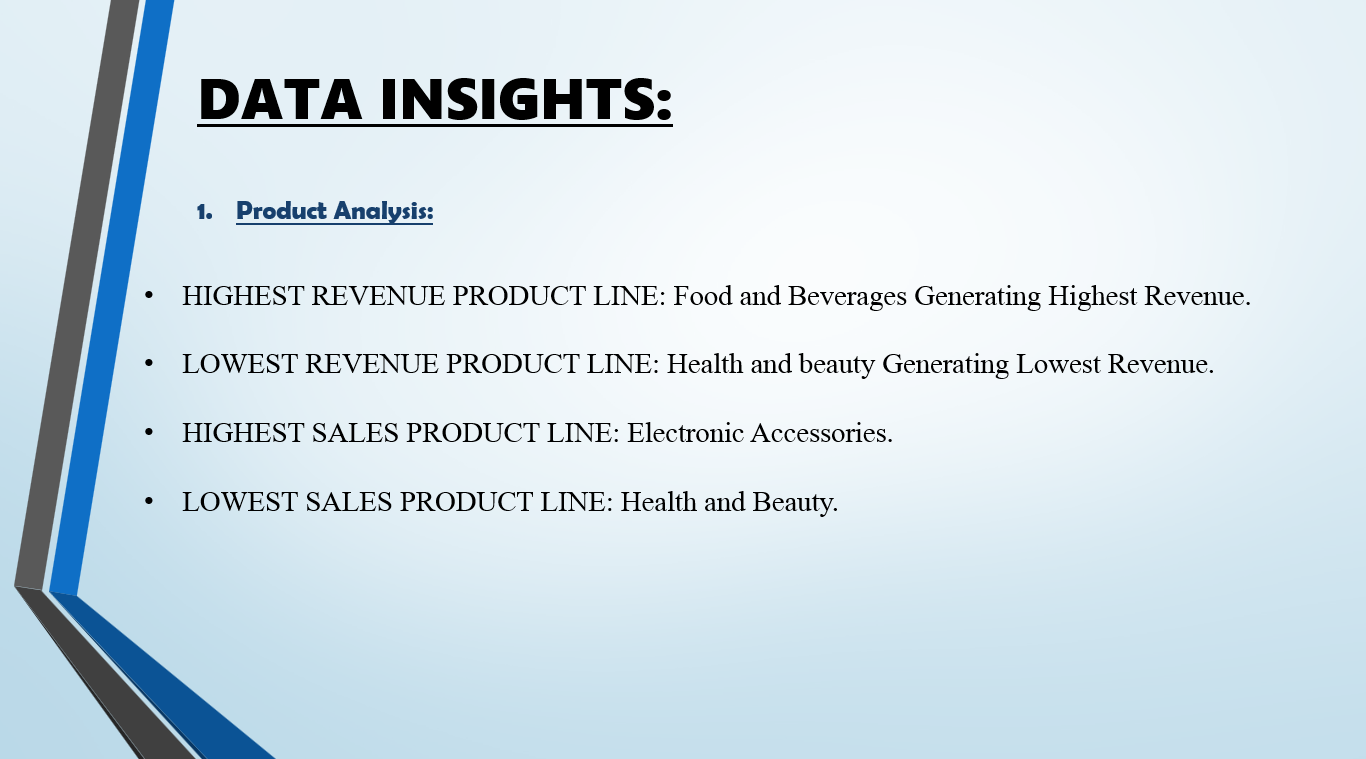 DATA INSIGHTS:
1. Product Analysis:
• HIGHEST REVENUE PRODUCT LINE: Food and Beverages Generating Highest Revenue.
• LOWEST REVENUE PRODUCT LINE: Health and beauty Generating Lowest Revenue.
• HIGHEST SALES PRODUCT LINE: Electronic Accessories.
• LOWEST SALES PRODUCT LINE: Health and Beauty.